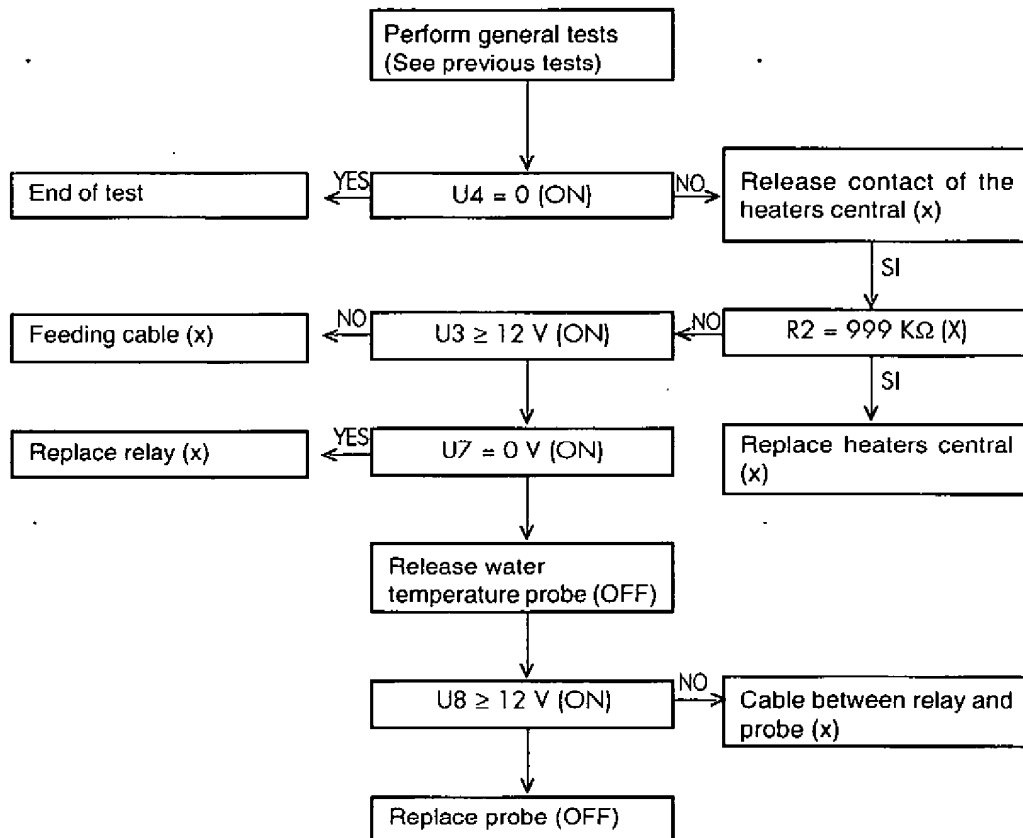 Perform general tests
(See previous tests)
End of test
YES
U4 = 0 (ON)
NO
Release contact of the
heaters central (x)
SI
Feeding cable (x)
NO
U3 ≥ 12 V (ON)
NO
R2 = 999 KΩ (X)
SI
Replace relay (x)
YES
U7 = 0 V (ON)
Replace heaters central
(x)
Release water
temperature probe (OFF)
U8 ≥ 12 V (ON)
NO
Cable between relay and
probe (x)
Replace probe (OFF)